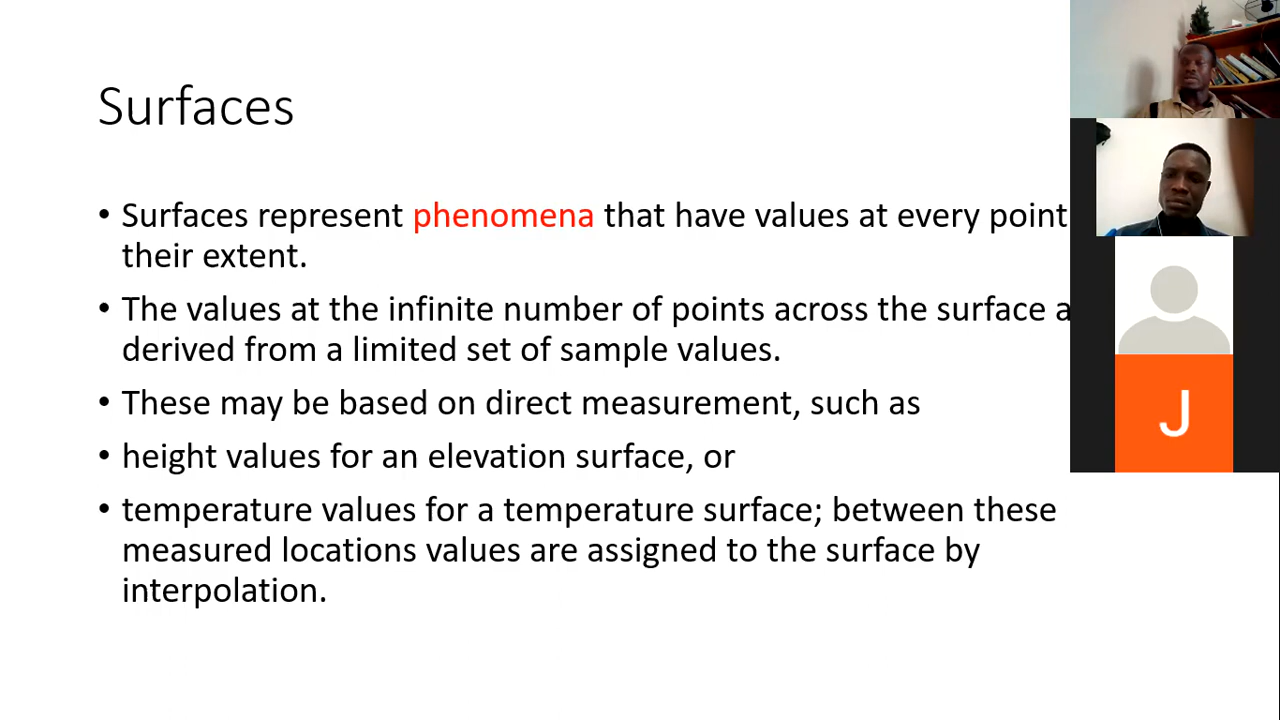 Surfaces
• Surfaces represent phenomena that have values at every point
their extent.
• The values at the infinite number of points across the surface a
derived from a limited set of sample values.
• These may be based on direct measurement, such as
• height values for an elevation surface, or
• temperature values for a temperature surface; between these
measured locations values are assigned to the surface by
interpolation.
J